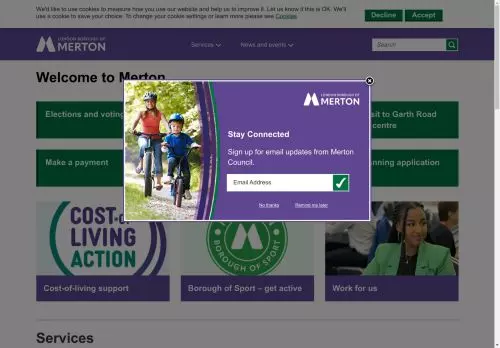 We'd like to use cookies to measure how you use our website and help us to improve it. Let us know if this is OK. We'll
use a cookie to save your choice. To change your cookie settings or learn more please see Cookies
Decline
Accept
LONDON BOROUGH OF
MERTON
Services
News and events
Search
Welcome to Merton
Elections and voting
sit to Garth Road
centre
LONDON BOROUGH OF
MERTON
Stay Connected
Sign up for email updates from Merton
Council.
Email Address
No thanks
Remind me later
Make a payment
anning application
COST-of-
LIVING
ACTION
BOROUGH OF SPORT
Cost-of-living support
Borough of Sport – get active
Work for us
Services